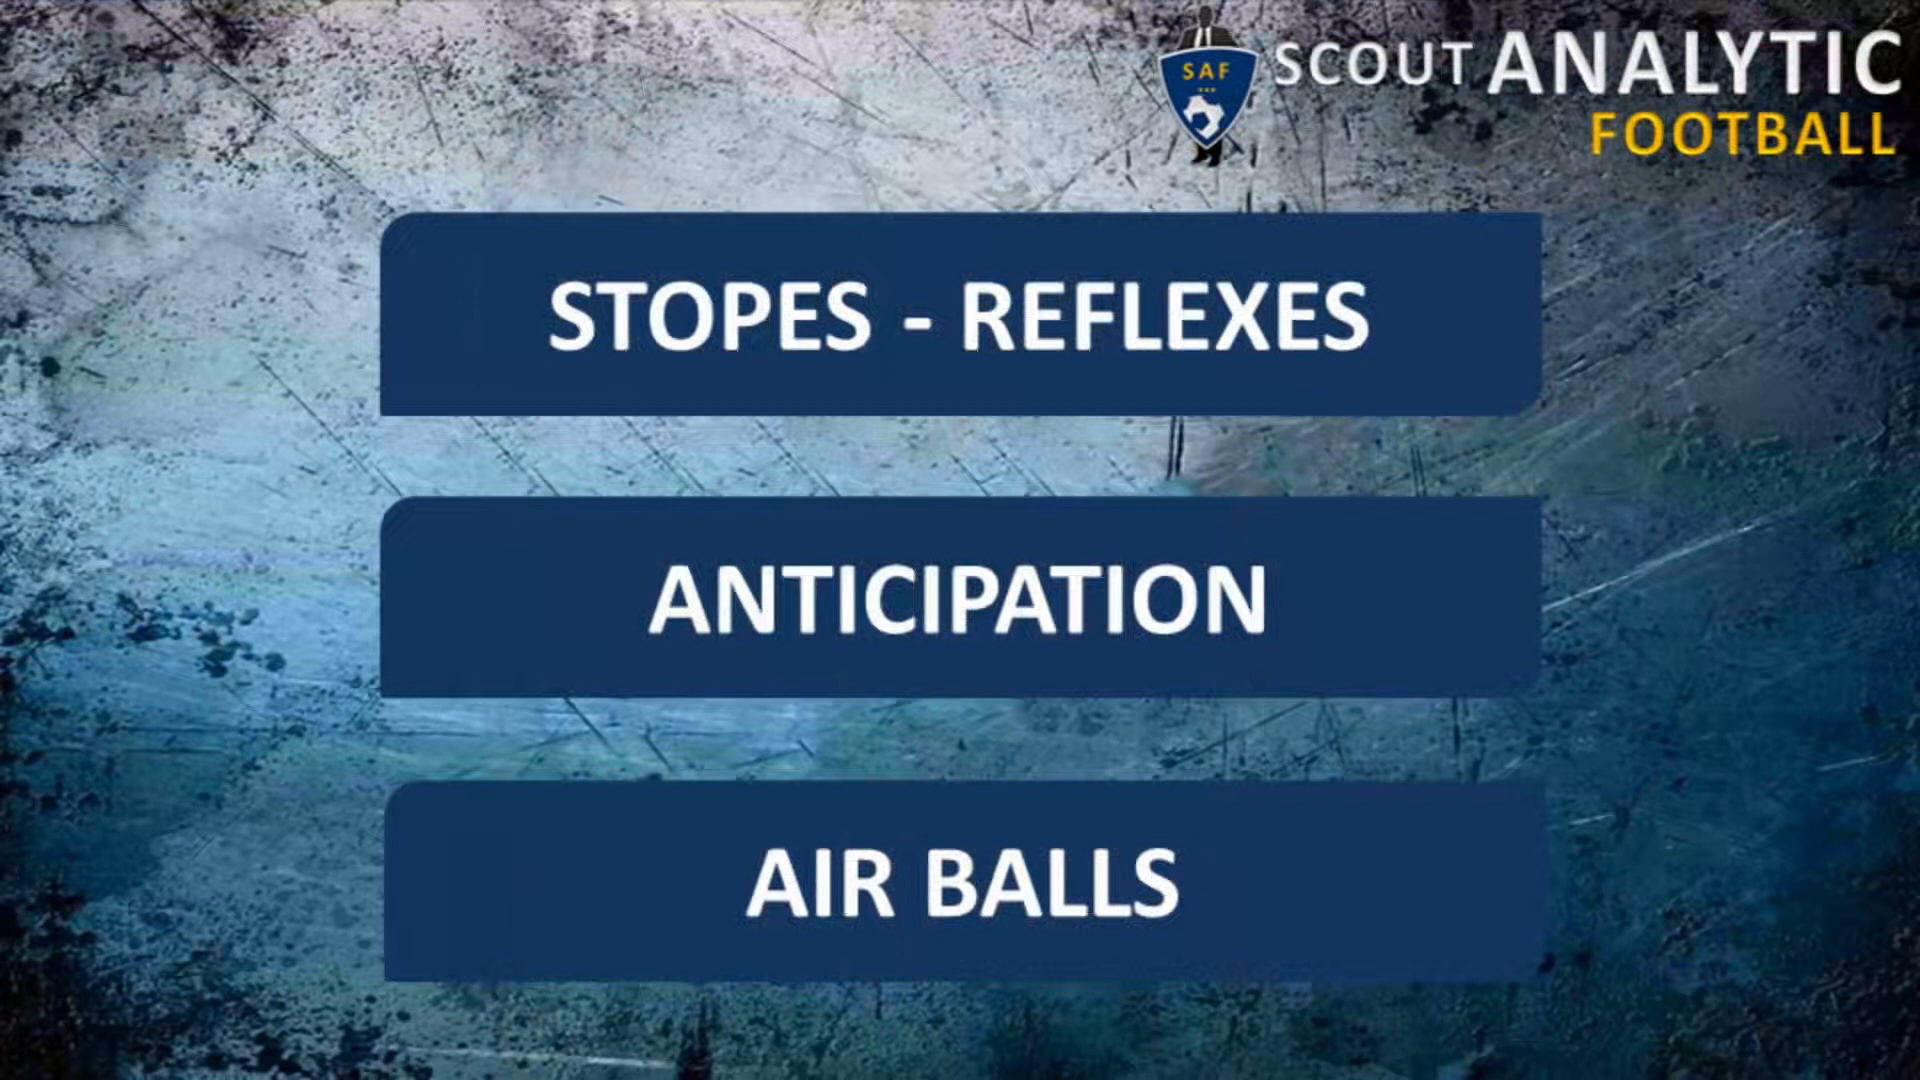 SAF
SCOUT ANALYTIC
FOOTBALL
STOPES - REFLEXES
ANTICIPATION
AIR BALLS